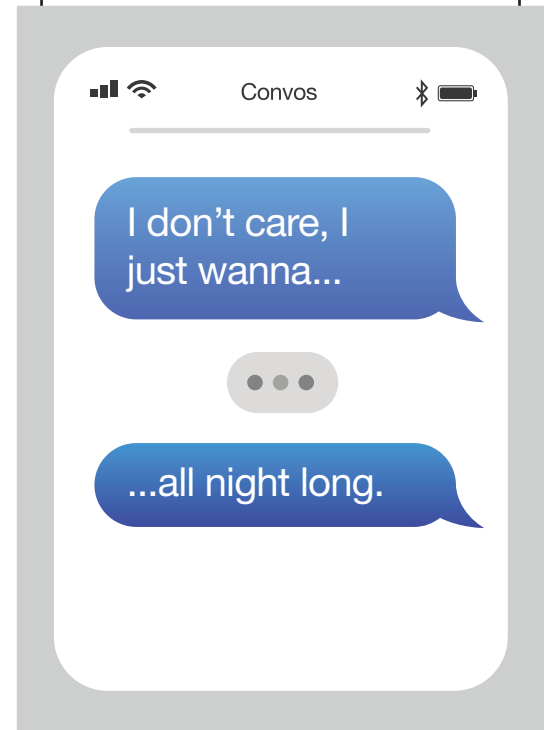 Convos
I don’t care, I
just wanna...
...all night long.